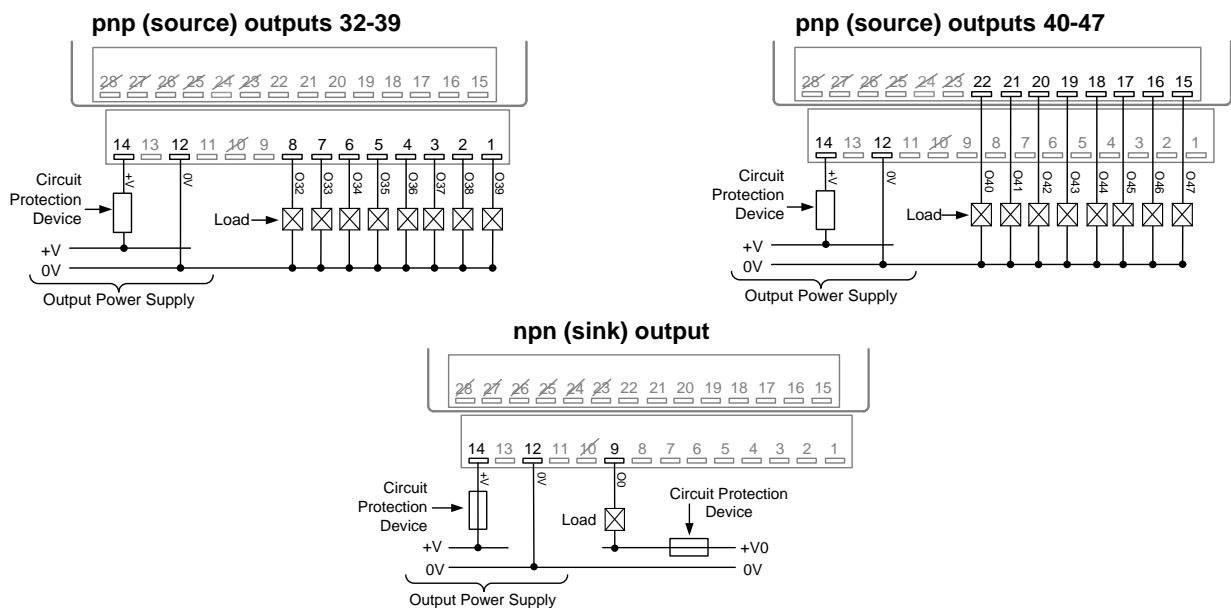 pnp (source) outputs 32-39
28 27 26 25 24 23 22 21 20 19 18 17 16 15
14 13 12 11 10 9 8 7 6 5 4 3 2 1
+V 0V O32 O33 O34 O35 O36 O37 O38 O39
Circuit
Protection
Device
Load
+V
0V
Output Power Supply
pnp (source) outputs 40-47
28 27 26 25 24 23 22 21 20 19 18 17 16 15
14 13 12 11 10 9 8 7 6 5 4 3 2 1
+V 0V O40 O41 O42 O43 O44 O45 O46 O47
Circuit
Protection
Device
Load
+V
0V
Output Power Supply
npn (sink) output
28 27 26 25 24 23 22 21 20 19 18 17 16 15
14 13 12 11 10 9 8 7 6 5 4 3 2 1
+V 0V O0
Circuit
Protection
Device
Load
Circuit Protection
Device
+V +V0
0V 0V
Output Power Supply